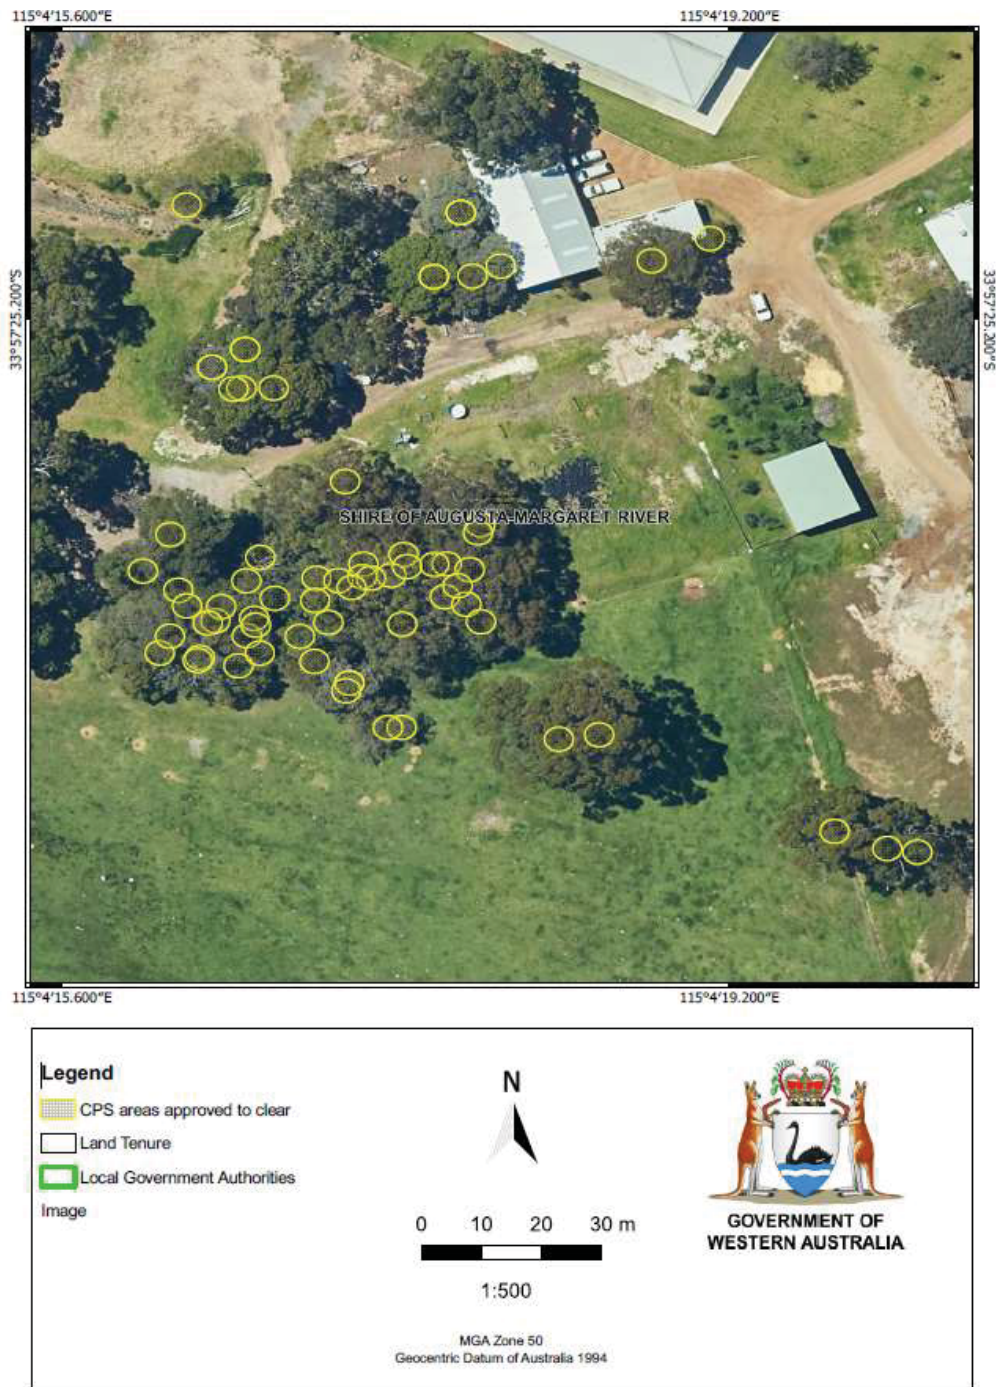 115°4'15.600"E 115°4'19.200"E
33°57'25.200"S 33°57'25.200"S
SHIRE OF AUGUSTA-MARGARET RIVER
115°4'15.600"E 115°4'19.200"E
Legend
CPS areas approved to clear
Land Tenure
Local Government Authorities
Image
N
0 10 20 30 m
1:500
MGA Zone 50
Geocentric Datum of Australia 1994
GOVERNMENT OF
WESTERN AUSTRALIA